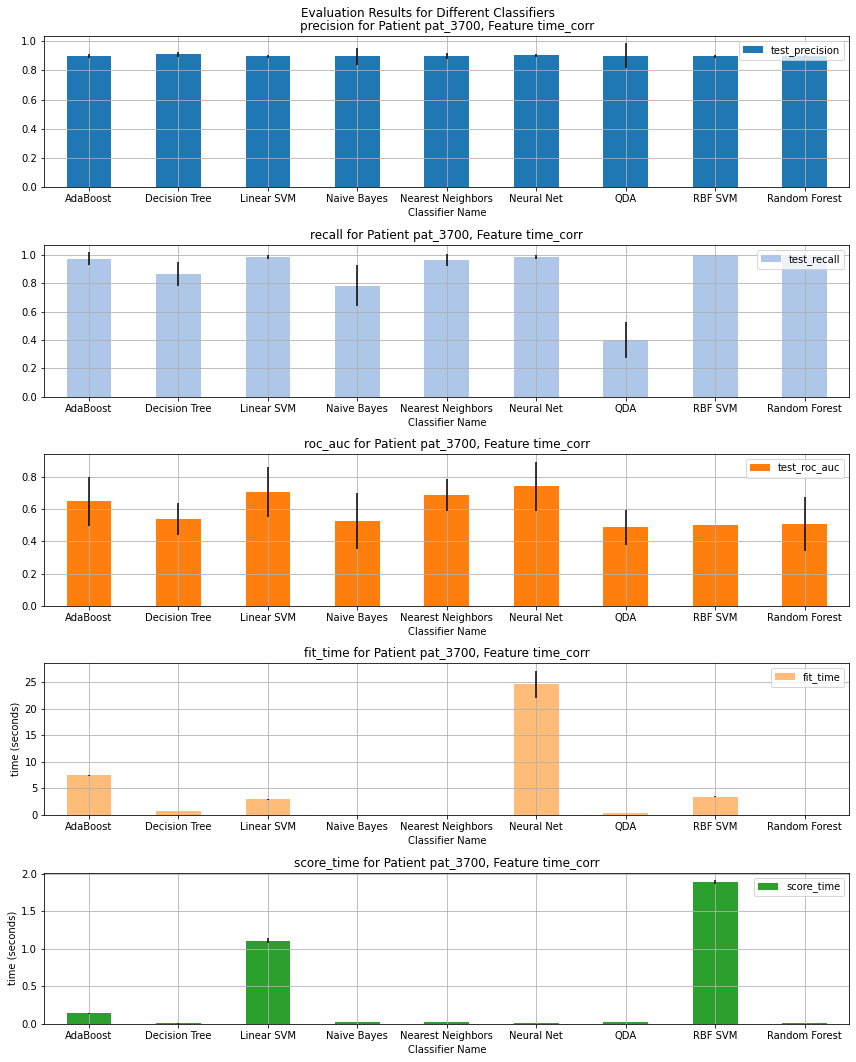 Evaluation Results for Different Classifiers
precision for Patient pat_3700, Feature time_corr
1.0
0.8
0.6
0.4
0.2
0.0
test_precision
AdaBoost Decision Tree Linear SVM Naive Bayes Nearest Neighbors Neural Net QDA RBF SVM Random Forest
Classifier Name
recall for Patient pat_3700, Feature time_corr
1.0
0.8
0.6
0.4
0.2
0.0
test_recall
AdaBoost Decision Tree Linear SVM Naive Bayes Nearest Neighbors Neural Net QDA RBF SVM Random Forest
Classifier Name
roc_auc for Patient pat_3700, Feature time_corr
0.8
0.6
0.4
0.2
0.0
test_roc_auc
AdaBoost Decision Tree Linear SVM Naive Bayes Nearest Neighbors Neural Net QDA RBF SVM Random Forest
Classifier Name
fit_time for Patient pat_3700, Feature time_corr
time (seconds)
25
20
15
10
5
0
fit_time
AdaBoost Decision Tree Linear SVM Naive Bayes Nearest Neighbors Neural Net QDA RBF SVM Random Forest
Classifier Name
score_time for Patient pat_3700, Feature time_corr
time (seconds)
2.0
1.5
1.0
0.5
0.0
score_time
AdaBoost Decision Tree Linear SVM Naive Bayes Nearest Neighbors Neural Net QDA RBF SVM Random Forest
Classifier Name